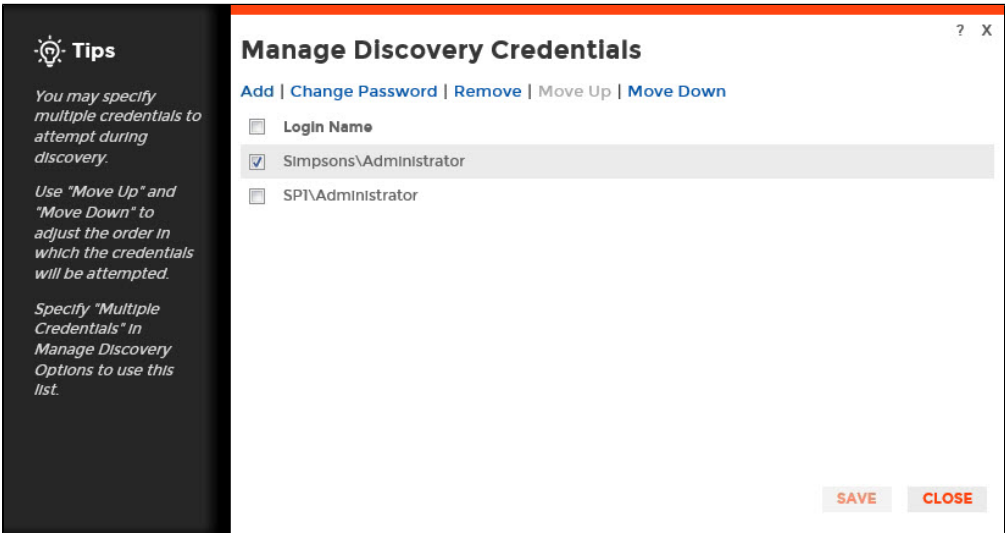 Tips
You may specify
multiple credentials to
attempt during
discovery.
Use "Move Up" and
"Move Down" to
adjust the order in
which the credentials
will be attempted.
Specify "Multiple
Credentials" in
Manage Discovery
Options to use this
list.
? X
Manage Discovery Credentials
Add | Change Password | Remove | Move Up | Move Down
Login Name
Simpsons\Administrator
SP1\Administrator
SAVE CLOSE